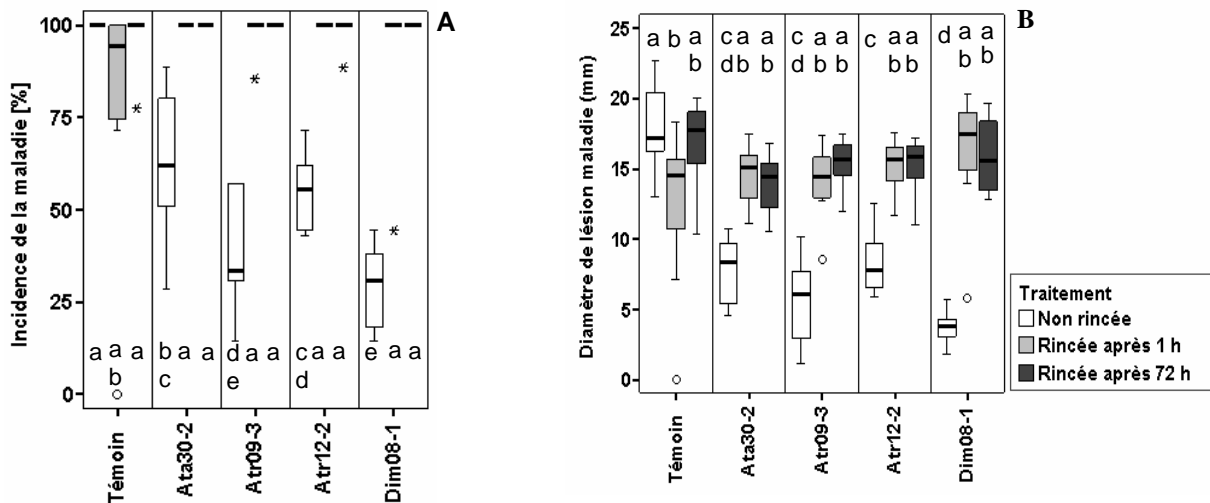 A
Incidence de la maladie [%]
100
75
50
25
0
a a a b a a d a a c a a e a a
b c e d
Témoin
Ata30-2
Atr09-3
Atr12-2
Dim08-1
B
Diamètre de lésion maladie (mm)
25
20
15
10
5
0
a b a c a a c a a c a a d a a
b d b b d b b b b b b
Témoin
Ata30-2
Atr09-3
Atr12-2
Dim08-1
Traitement
Non rincée
Rincée après 1 h
Rincée après 72 h